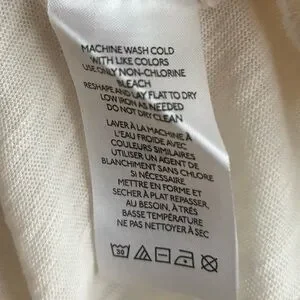 MACHINE WASH COLD
WITH LIKE COLORS
USE ONLY NON-CHLORINE
BLEACH
RESHAPE AND LAY FLAT TO DRY
LOW IRON AS NEEDED
DO NOT DRY CLEAN
LAVER À LA MACHINE À
L'EAU FROIDE AVEC
COULEURS SIMILAIRES
UTILISER UN AGENT DE
BLANCHIMENT SANS CHLORE
SI NÉCESSAIRE
METTRE EN FORME ET
SÉCHER À PLAT REPASSER,
AU BESOIN, À TRÈS
BASSE TEMPÉRATURE
NE PAS NETTOYER À SEC
30